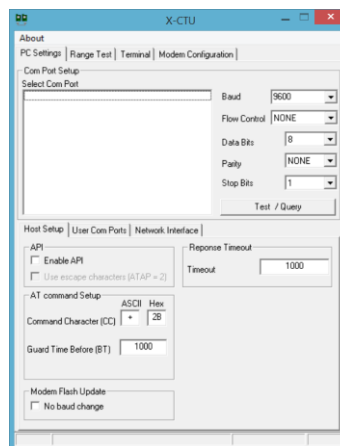 X-CTU
About
PC Settings Range Test Terminal Modem Configuration
Com Port Setup
Select Com Port
Baud 9600
Flow Control NONE
Data Bits 8
Parity NONE
Stop Bits 1
Test / Query
Host Setup User Com Ports Network Interface
API
Enable API
Use escape characters (ATAP = 2)
Reponse Timeout
Timeout 1000
AT command Setup
ASCII Hex
Command Character (CC) + 2B
Guard Time Before (BT) 1000
Modem Flash Update
No baud change